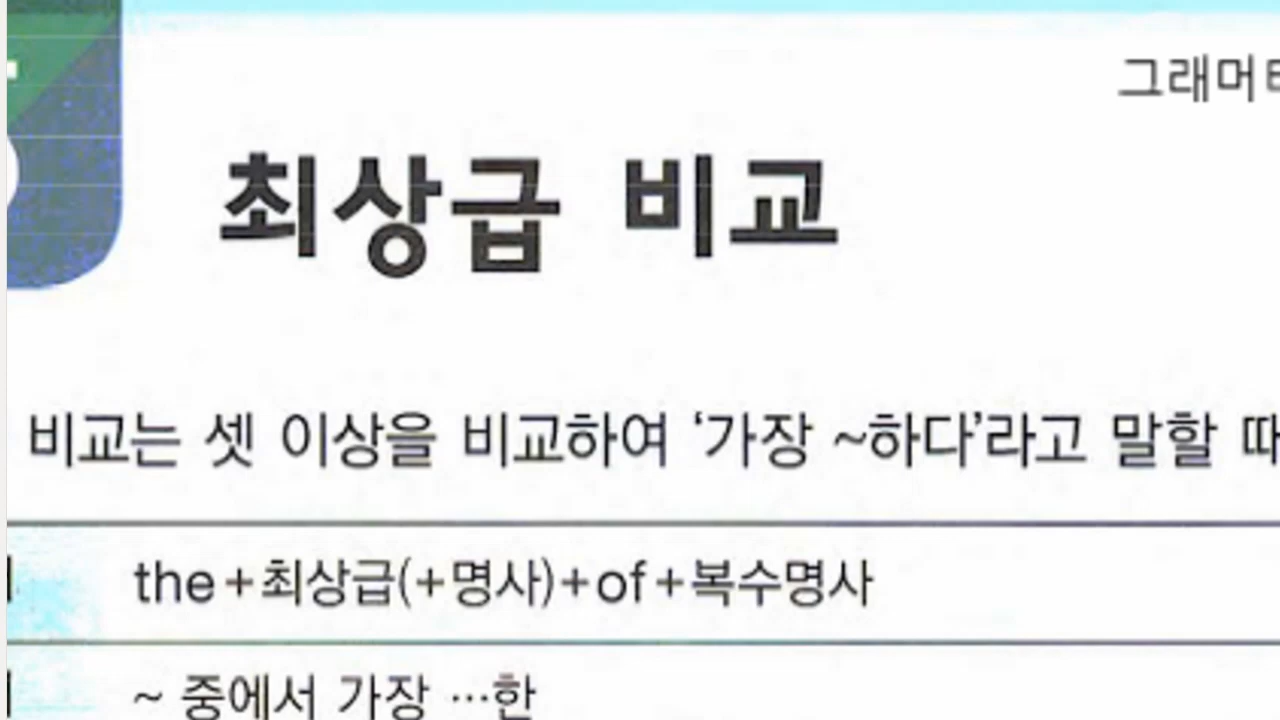 그래머
최상급 비교
비교는 셋 이상을 비교하여 ‘가장 ~하다’라고 말할
the+최상급(+명사)+of+복수명사
~ 중에서 가장 …한